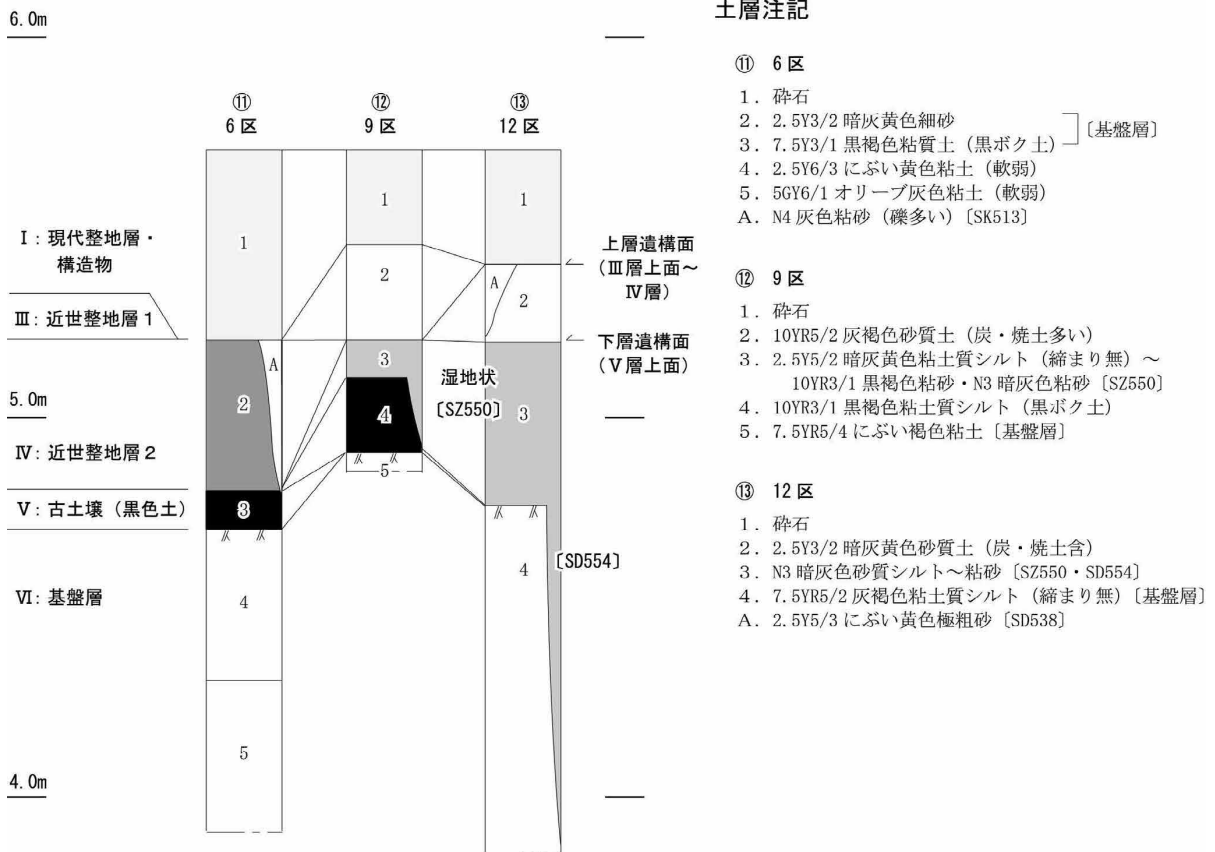 6.0m
⑪
6区
⑫
9区
⑬
12区
1
1
1
Ⅰ：現代整地層・
構造物
2
A
2
上層遺構面
（Ⅲ層上面～
Ⅳ層）
Ⅲ：近世整地層1
下層遺構面
（Ⅴ層上面）
A
3
湿地状
〔SZ550〕
5.0m
2
4
3
Ⅳ：近世整地層2
5
Ⅴ：古土壌（黒色土）
3
4
〔SD554〕
Ⅵ：基盤層
4
5
4.0m
土層注記
⑪ 6区
1．砕石
2．2.5Y3/2 暗灰黄色細砂
3．7.5Y3/1 黒褐色粘質土（黒ボク土）
〔基盤層〕
4．2.5Y6/3 にぶい黄色粘土（軟弱）
5．5GY6/1 オリーブ灰色粘土（軟弱）
A．N4 灰色粘砂（礫多い）〔SK513〕
⑫ 9区
1．砕石
2．10YR5/2 灰褐色砂質土（炭・焼土多い）
3．2.5Y5/2 暗灰黄色粘土質シルト（締まり無）～
10YR3/1 黒褐色粘砂・N3 暗灰色粘砂〔SZ550〕
4．10YR3/1 黒褐色粘土質シルト（黒ボク土）
5．7.5YR5/4 にぶい褐色粘土〔基盤層〕
⑬ 12区
1．砕石
2．2.5Y3/2 暗灰黄色砂質土（炭・焼土含）
3．N3 暗灰色砂質シルト～粘砂〔SZ550・SD554〕
4．7.5YR5/2 灰褐色粘土質シルト（締まり無）〔基盤層〕
A．2.5Y5/3 にぶい黄色極粗砂〔SD538〕